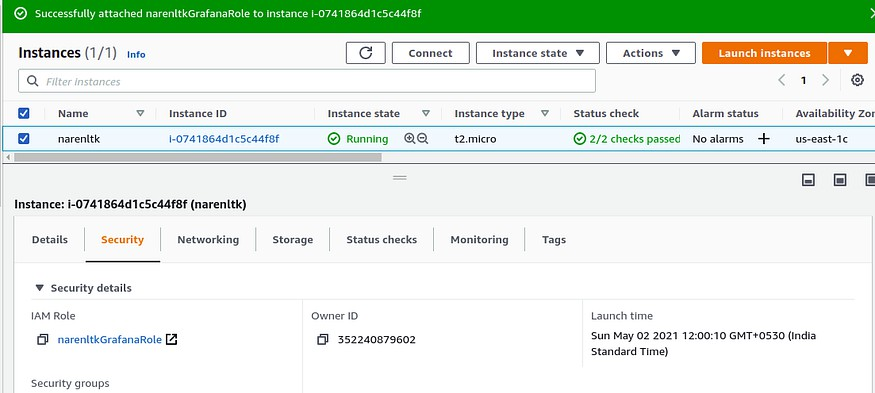 Successfully attached narenltkGrafanaRole to instance i-0741864d1c5c44f8f
Instances (1/1) Info
Connect
Instance state
Actions
Launch instances
Filter instances
1
Name
Instance ID
Instance state
Instance type
Status check
Alarm status
Availability Zon
narenltk
i-0741864d1c5c44f8f
Running
t2.micro
2/2 checks passed
No alarms
us-east-1c
Instance: i-0741864d1c5c44f8f (narenltk)
Details
Security
Networking
Storage
Status checks
Monitoring
Tags
Security details
IAM Role
Owner ID
Launch time
narenltkGrafanaRole
352240879602
Sun May 02 2021 12:00:10 GMT+0530 (India
Standard Time)
Security groups